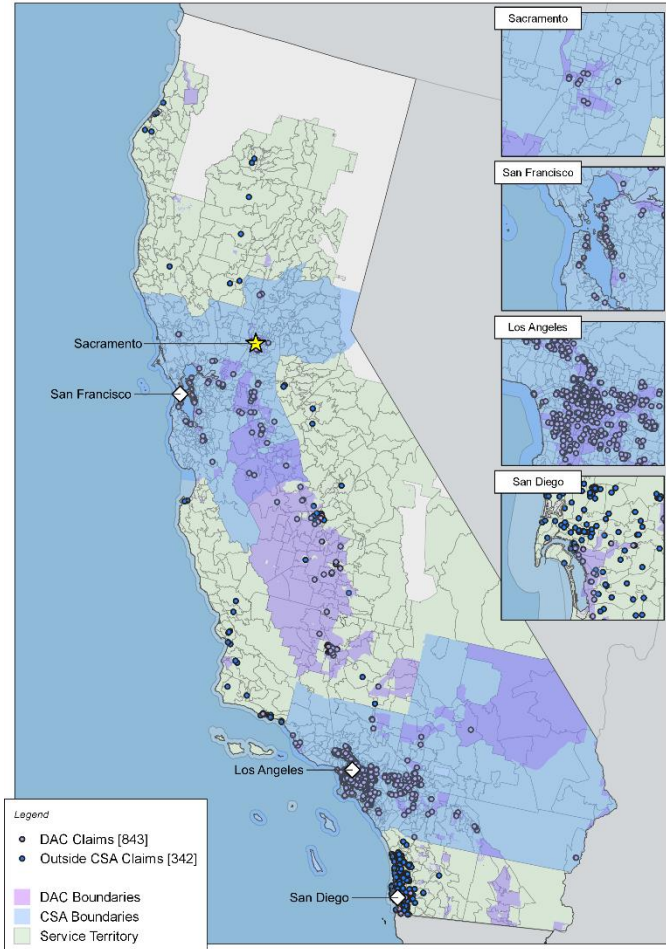 Sacramento
San Francisco
Los Angeles
San Diego
Sacramento
San Francisco
Los Angeles
San Diego
Legend
DAC Claims [843]
Outside CSA Claims [342]
DAC Boundaries
CSA Boundaries
Service Territory